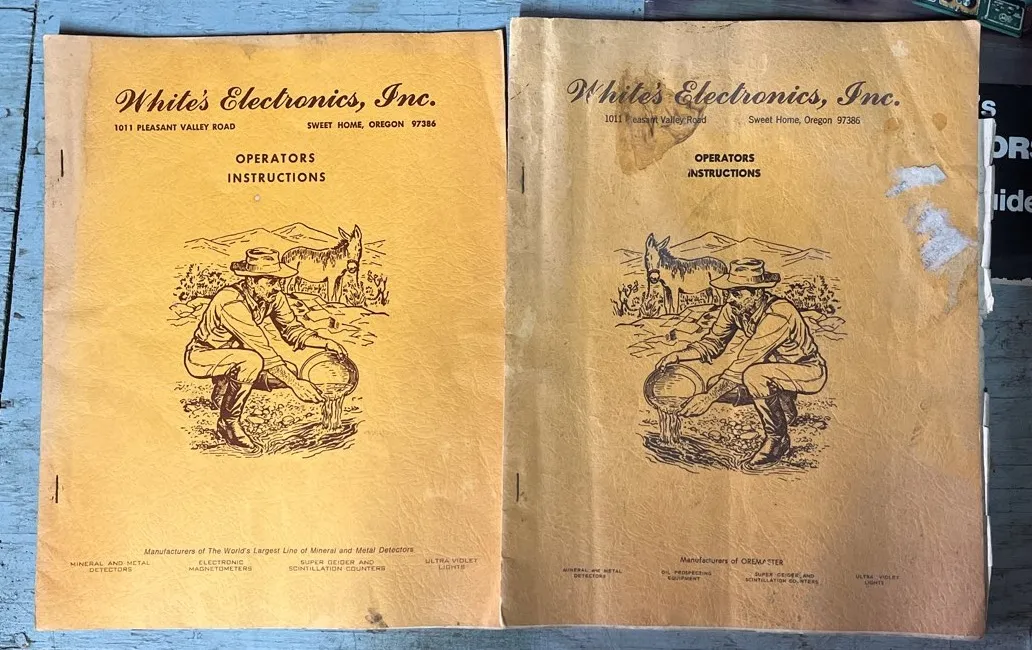 White's Electronics, Inc.
1011 PLEASANT VALLEY ROAD SWEET HOME, OREGON 97386
OPERATORS
INSTRUCTIONS
Manufacturers of The World's Largest Line of Mineral and Metal Detectors
MINERAL AND METAL
DETECTORS
ELECTRONIC
MAGNETOMETERS
SUPER GEIGER AND
SCINTILLATION COUNTERS
ULTRA VIOLET
LIGHTS
White's Electronics, Inc.
1011 Pleasant Valley Road Sweet Home, Oregon 97386
OPERATORS
INSTRUCTIONS
Manufacturers of OREMASTER
MINERAL AND METAL
DETECTORS
OIL PROSPECTING
EQUIPMENT
SUPER GEIGER AND
SCINTILLATION COUNTERS
ULTRA VIOLET
LIGHTS